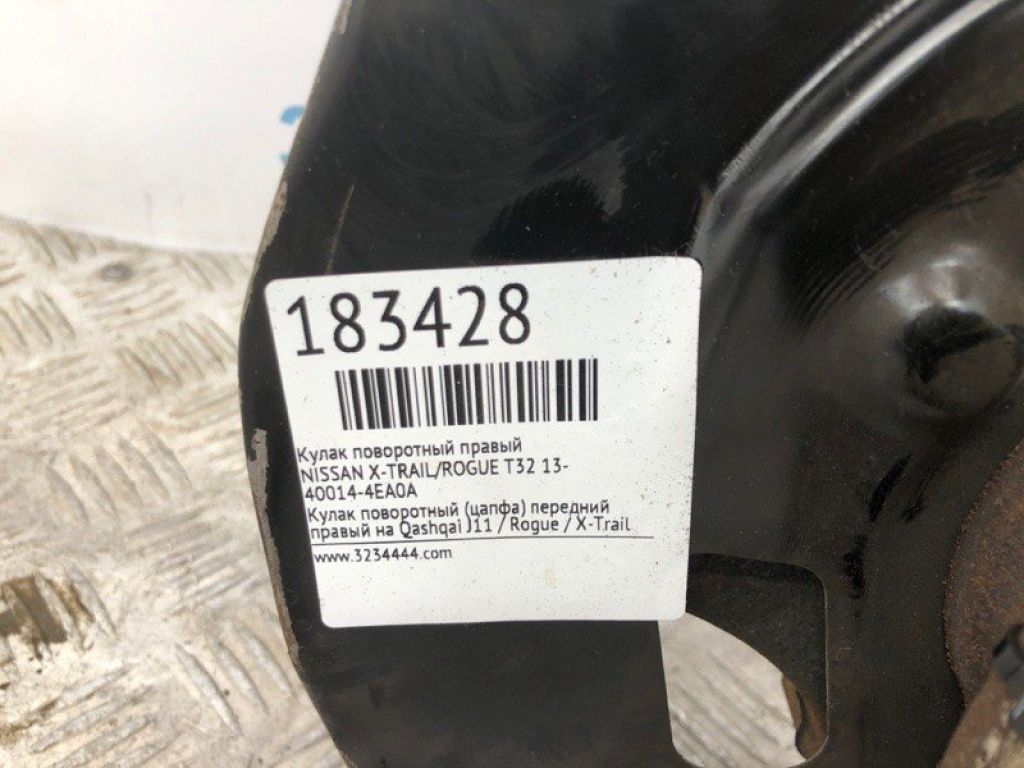 183428
Кулак поворотный правый
NISSAN X-TRAIL/ROGUE T32 13-
40014-4EA0A
Кулак поворотный (цапфа) передний
правый на Qashqai J11 / Rogue / X-Trail
www.3234444.com